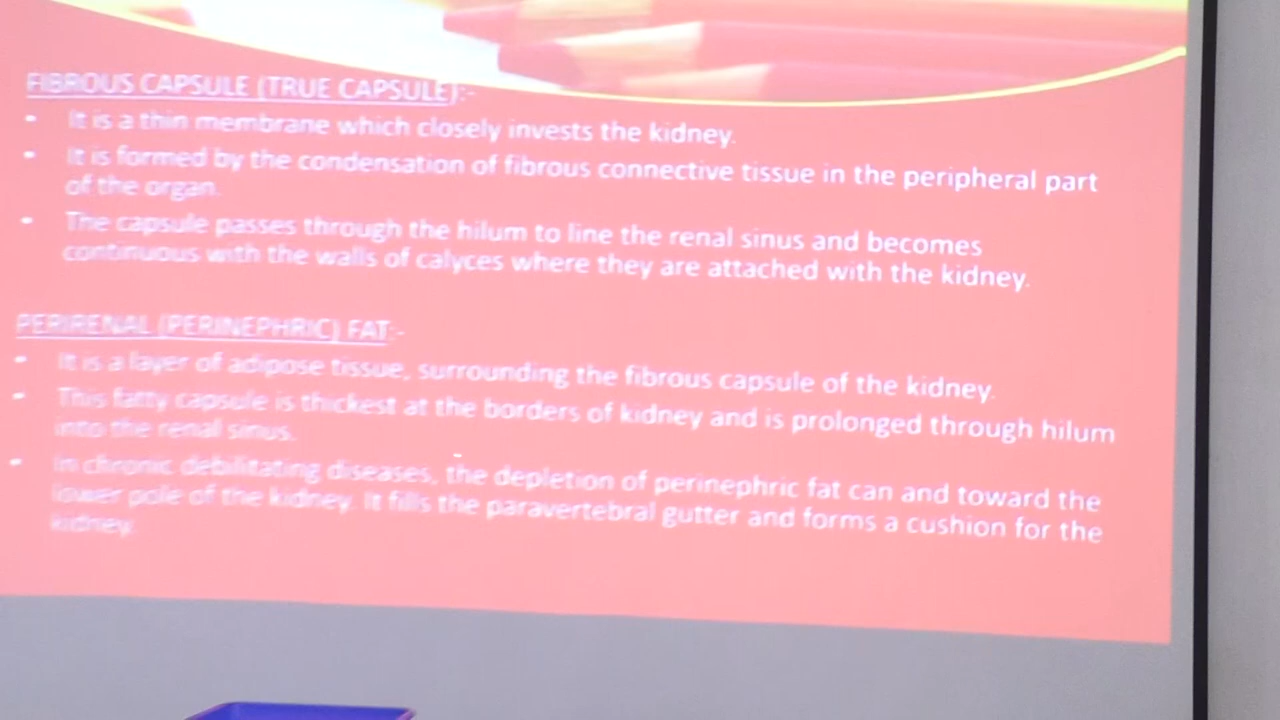 FIBROUS CAPSULE (TRUE CAPSULE):-
• It is a thin membrane which closely invests the kidney.
• It is formed by the condensation of fibrous connective tissue in the peripheral part
of the organ.
• The capsule passes through the hilum to line the renal sinus and becomes
continuous with the walls of calyces where they are attached with the kidney.
PERIRENAL (PERINEPHRIC) FAT:-
• It is a layer of adipose tissue, surrounding the fibrous capsule of the kidney.
• This fatty capsule is thickest at the borders of kidney and is prolonged through hilum
into the renal sinus.
• In chronic debilitating diseases, the depletion of perinephric fat can and toward the
lower pole of the kidney. It fills the paravertebral gutter and forms a cushion for the
kidney.